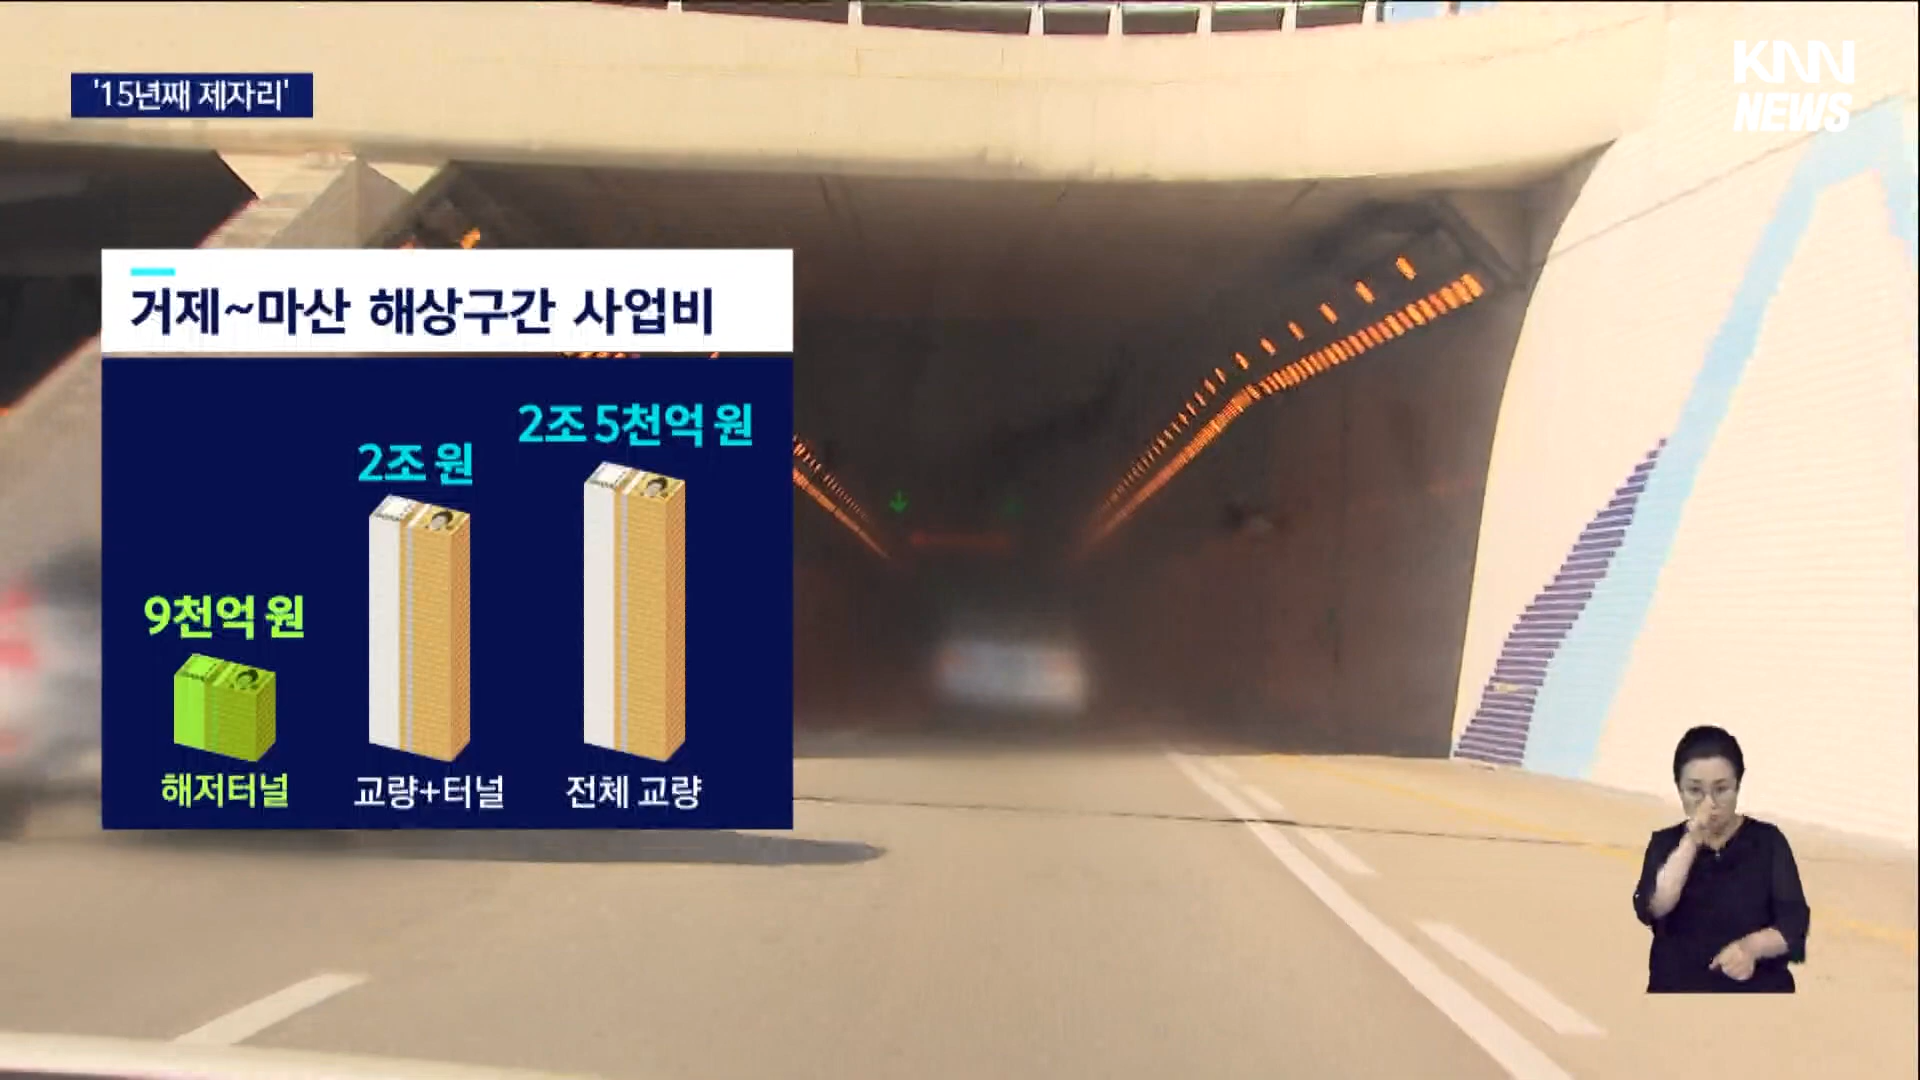 '15년째 제자리'
KNN
NEWS
거제~마산 해상구간 사업비
9천억 원
2조 원
2조 5천억 원
해저터널
교량+터널
전체 교량